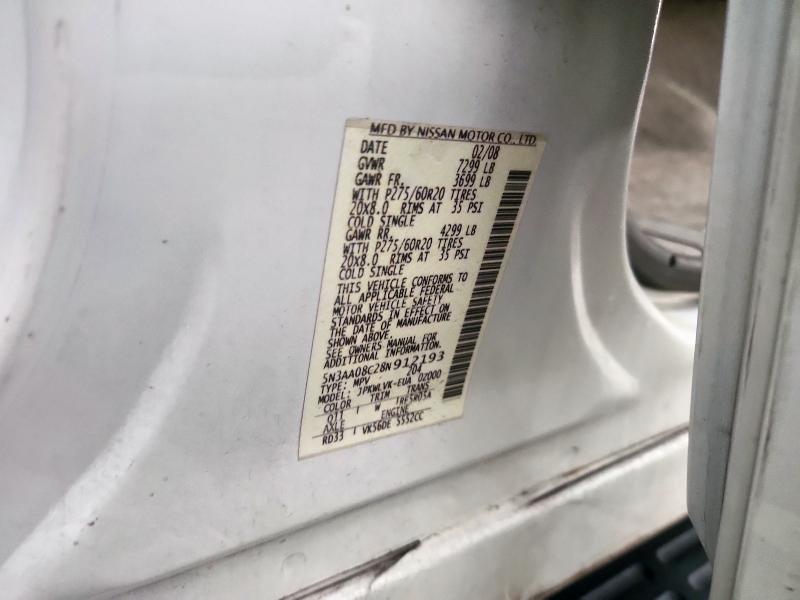 MFD BY NISSAN MOTOR CO., LTD.
DATE 02/08
GVWR 7299 LB
GAWR FR. 3699 LB
WITH P275/60R20 TIRES
20X8.0 RIMS AT 35 PSI
COLD SINGLE
GAWR RR. 4299 LB
WITH P275/60R20 TIRES
20X8.0 RIMS AT 35 PSI
COLD SINGLE
THIS VEHICLE CONFORMS TO
ALL APPLICABLE FEDERAL
MOTOR VEHICLE SAFETY
STANDARDS IN EFFECT ON
THE DATE OF MANUFACTURE
SHOWN ABOVE.
SEE OWNERS MANUAL FOR
ADDITIONAL INFORMATION.
5N3AA08C28N912193
TYPE: MPV 204
MODEL: JPKWLVK-EUA DZDOO
COLOR TRIM TRANS
Q11 W RE5R05A
AXLE ENGINE
RD33 VK56DE 5552CC